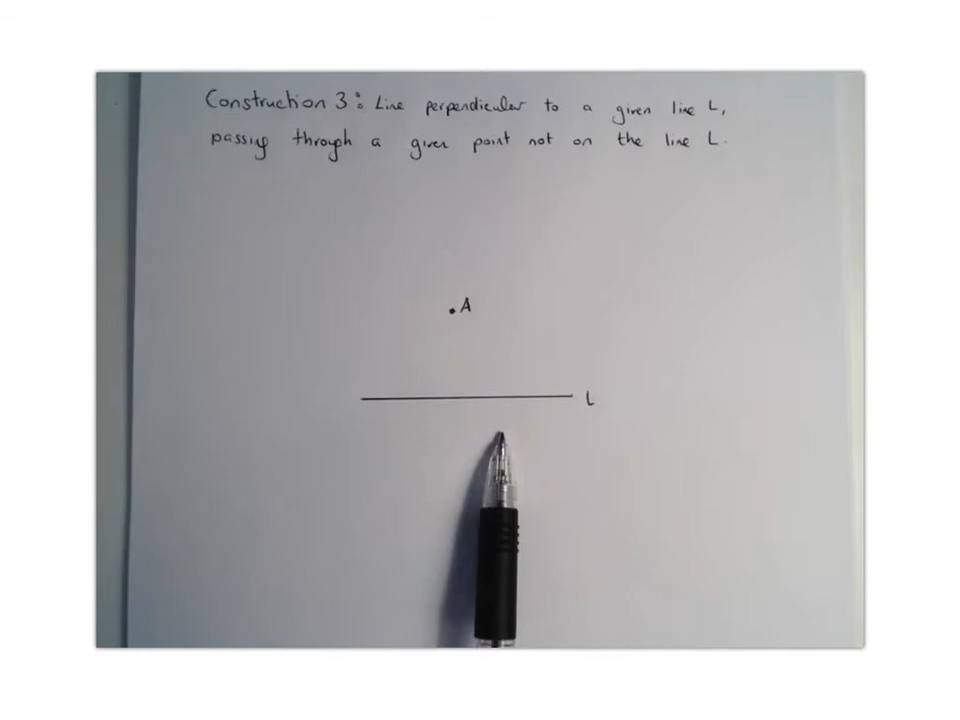 Construction 3: Line perpendicular to a given line L,
passing through a given point not on the line L.
A
L